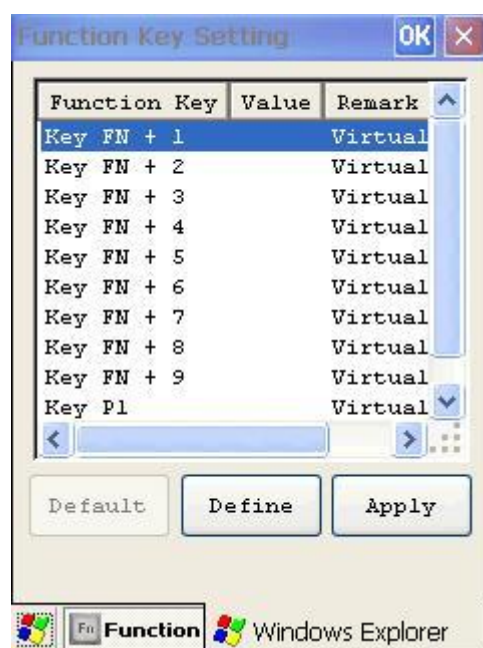 Function Key Setting OK
Function Key Value Remark
Key FN + 1 Virtual
Key FN + 2 Virtual
Key FN + 3 Virtual
Key FN + 4 Virtual
Key FN + 5 Virtual
Key FN + 6 Virtual
Key FN + 7 Virtual
Key FN + 8 Virtual
Key FN + 9 Virtual
Key P1 Virtual
Default Define Apply
Fn Function Windows Explorer